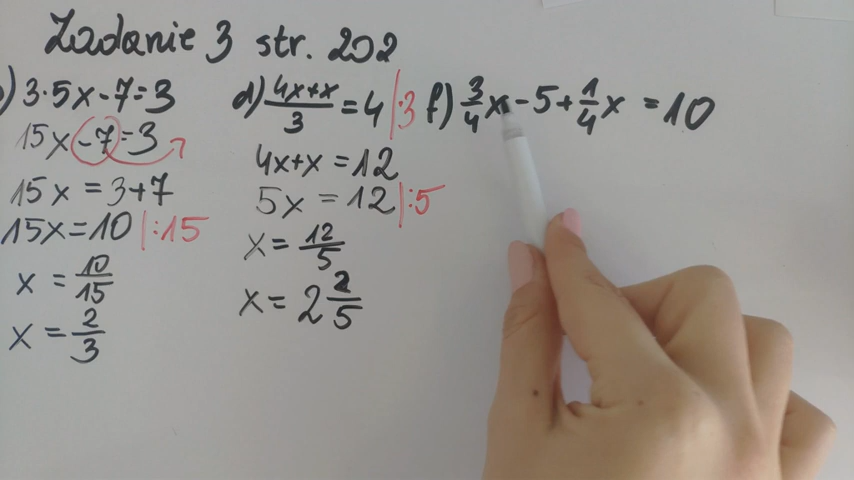 Zadanie 3 str. 202
) 3·5x-7=3
15x-7=3
15x = 3+7
15x=10 |:15
x = 10/15
x = 2/3
d) (4x+x)/3 = 4 |·3
4x+x = 12
5x = 12 |:5
x = 12/5
x = 2 2/5
f) 3/4x - 5 + 1/4x = 10